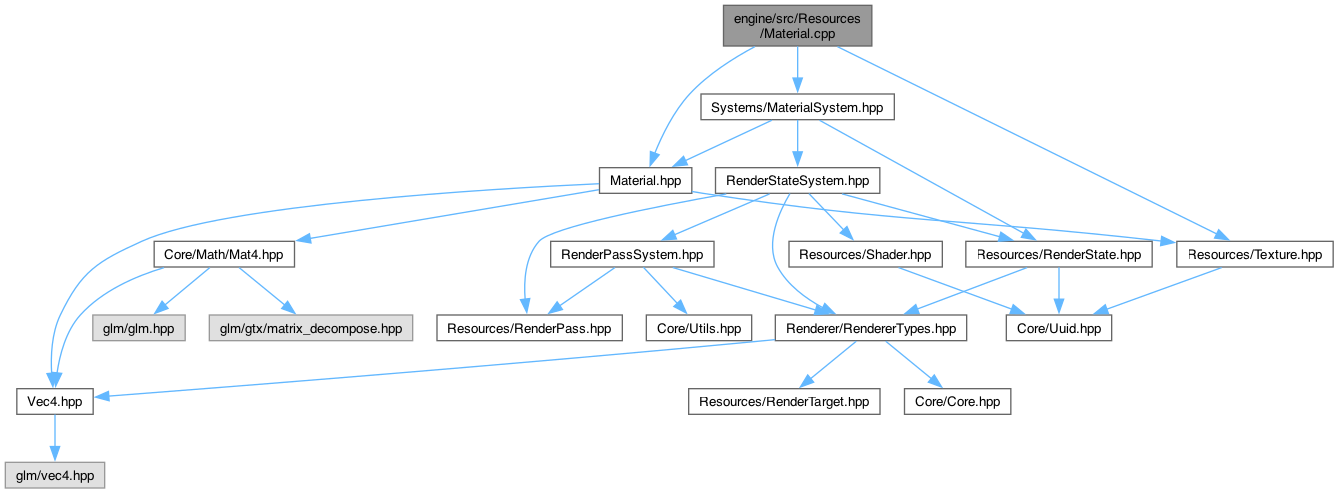 engine/src/Resources
/Material.cpp
Systems/MaterialSystem.hpp
Material.hpp
RenderStateSystem.hpp
Core/Math/Mat4.hpp
RenderPassSystem.hpp
Resources/Shader.hpp
Resources/RenderState.hpp
Resources/Texture.hpp
glm/glm.hpp
glm/gtx/matrix_decompose.hpp
Resources/RenderPass.hpp
Core/Utils.hpp
Renderer/RendererTypes.hpp
Core/Uuid.hpp
Vec4.hpp
Resources/RenderTarget.hpp
Core/Core.hpp
glm/vec4.hpp